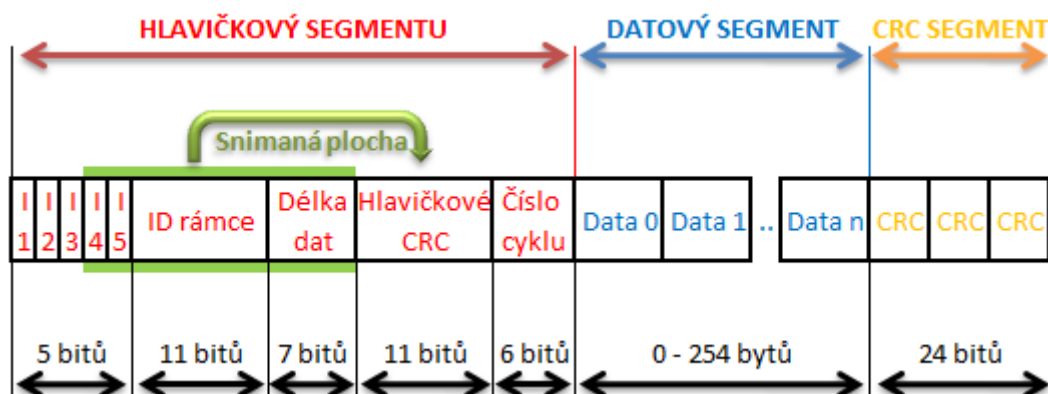 HLAVIČKOVÝ SEGMENTU DATOVÝ SEGMENT CRC SEGMENT
Snimaná plocha
I I I I I
1 2 3 4 5
ID rámce
Délka
dat
Hlavičkové
CRC
Číslo
cyklu
Data 0 Data 1 .. Data n CRC CRC CRC
5 bitů 11 bitů 7 bitů 11 bitů 6 bitů 0 - 254 bytů 24 bitů